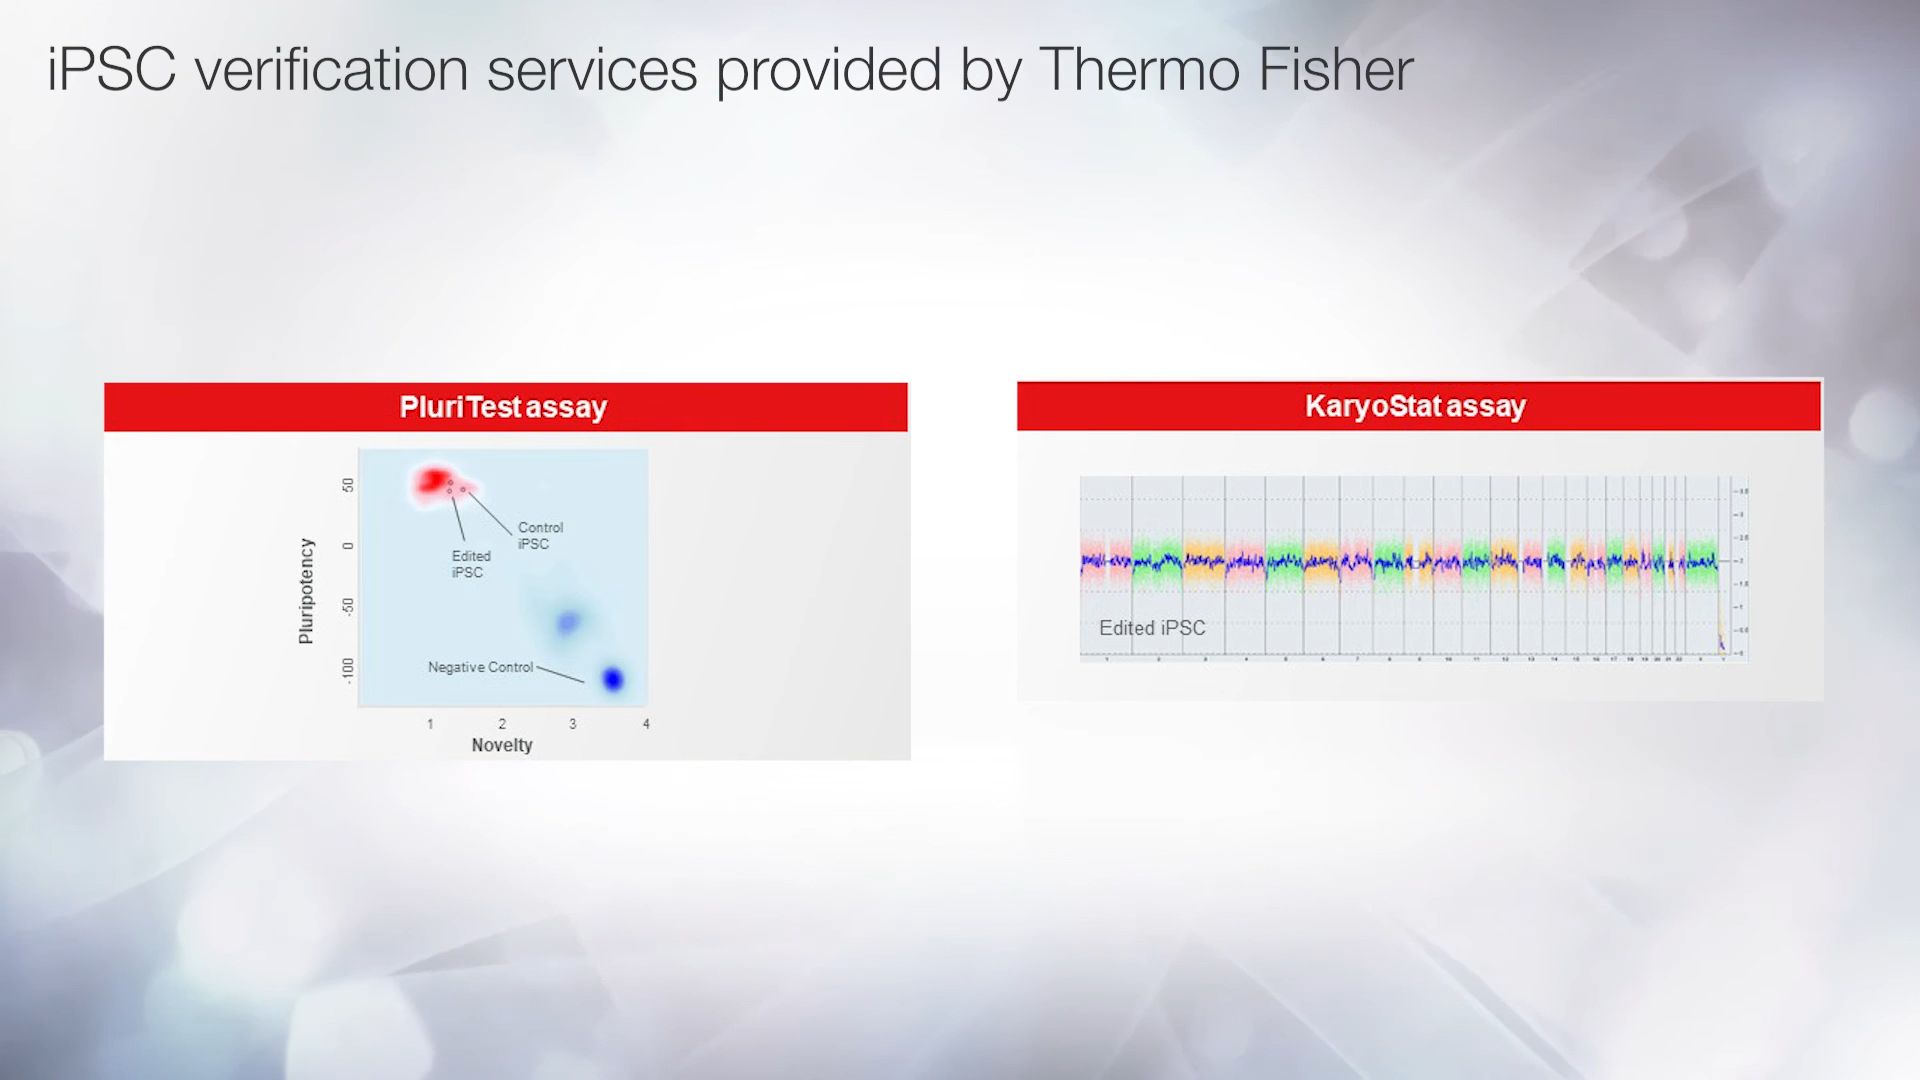 iPSC verification services provided by Thermo Fisher
PluriTest assay
50
0
-50
-100
Pluripotency
Control
iPSC
Edited
iPSC
Negative Control
1 2 3 4
Novelty
KaryoStat assay
Edited iPSC